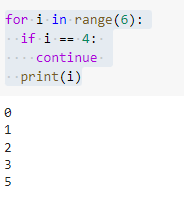 for i in range(6):
  if i == 4:
    continue
  print(i)
0
1
2
3
5